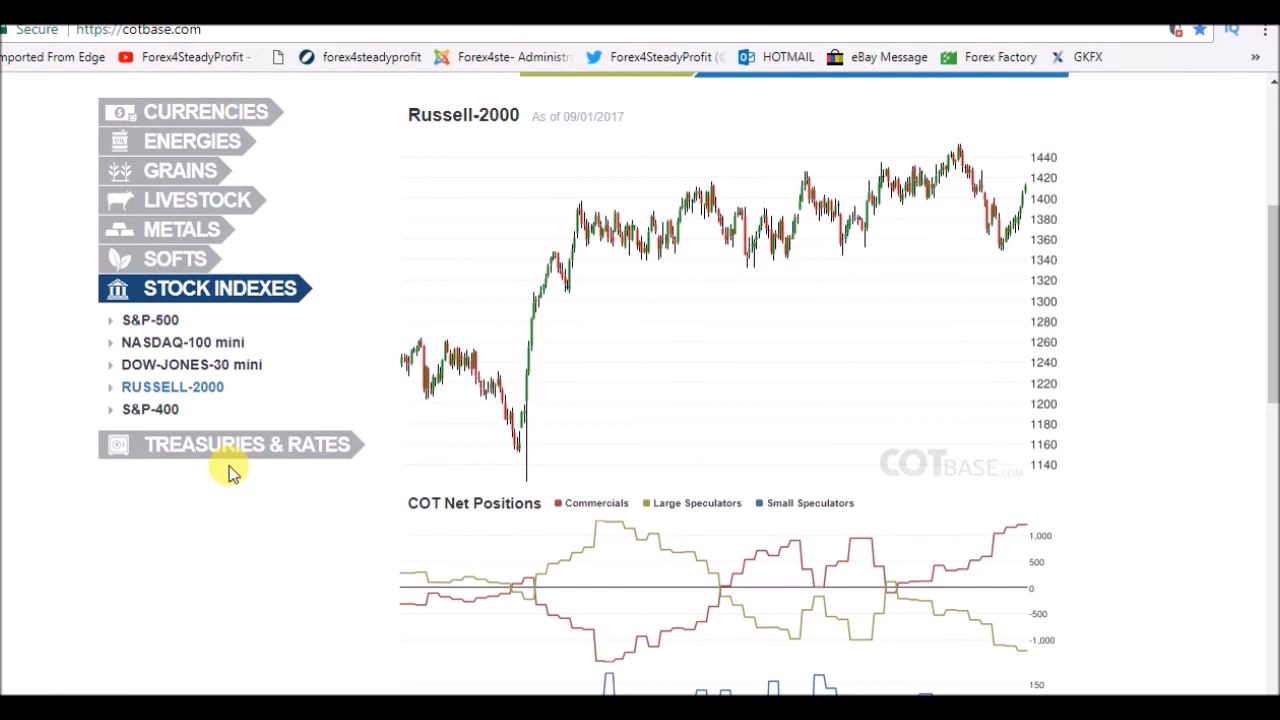 Secure https://cotbase.com
mported From Edge Forex4SteadyProfit - forex4steadyprofit Forex4ste- Administr Forex4SteadyProfit (@ HOTMAIL eBay Message Forex Factory GKFX »
CURRENCIES
ENERGIES
GRAINS
LIVESTOCK
METALS
SOFTS
STOCK INDEXES
S&P-500
NASDAQ-100 mini
DOW-JONES-30 mini
RUSSELL-2000
S&P-400
TREASURIES & RATES
Russell-2000 As of 09/01/2017
1440
1420
1400
1380
1360
1340
1320
1300
1280
1260
1240
1220
1200
1180
1160
1140
COTBASE.COM
COT Net Positions Commercials Large Speculators Small Speculators
1,000
500
0
-500
-1,000
150